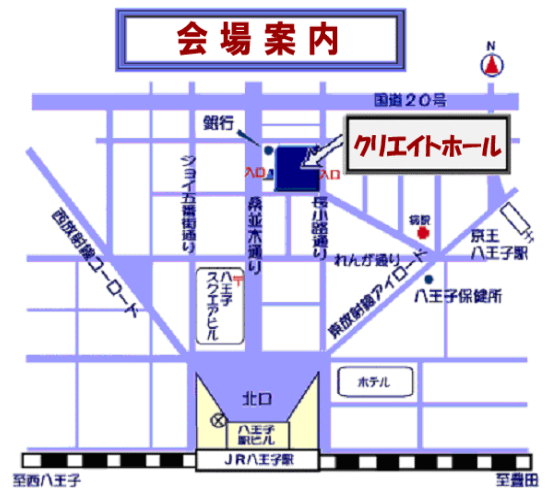 会場案内
N
国道20号
銀行
クリエイトホール
入口
入口
ジョイ五番街通り
桑並木通り
長小路通り
西放射線ユーロード
病院
京王
八王子駅
れんが通り
東放射線アイロード
八王子保健所
八王子
スクエアビル
〒
ホテル
北口
八王子
駅ビル
JR八王子駅
至西八王子
至豊田